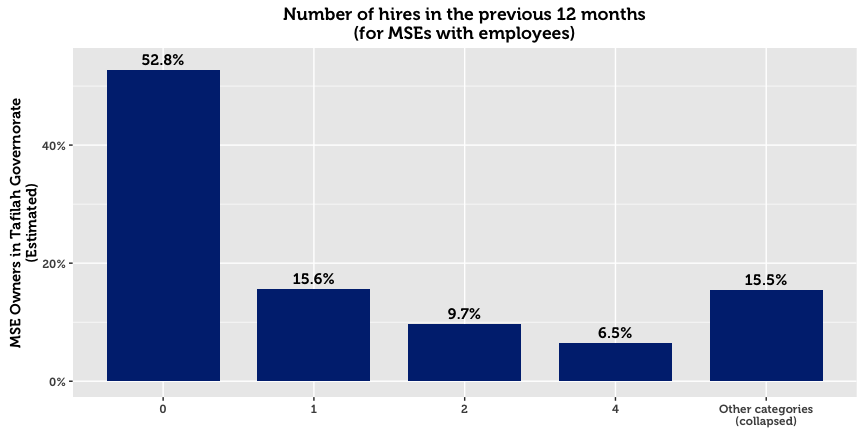 Number of hires in the previous 12 months
(for MSEs with employees)
MSE Owners in Tafilah Governorate
(Estimated)
40%
20%
0%
52.8%
15.6%
9.7%
6.5%
15.5%
0
1
2
4
Other categories
(collapsed)